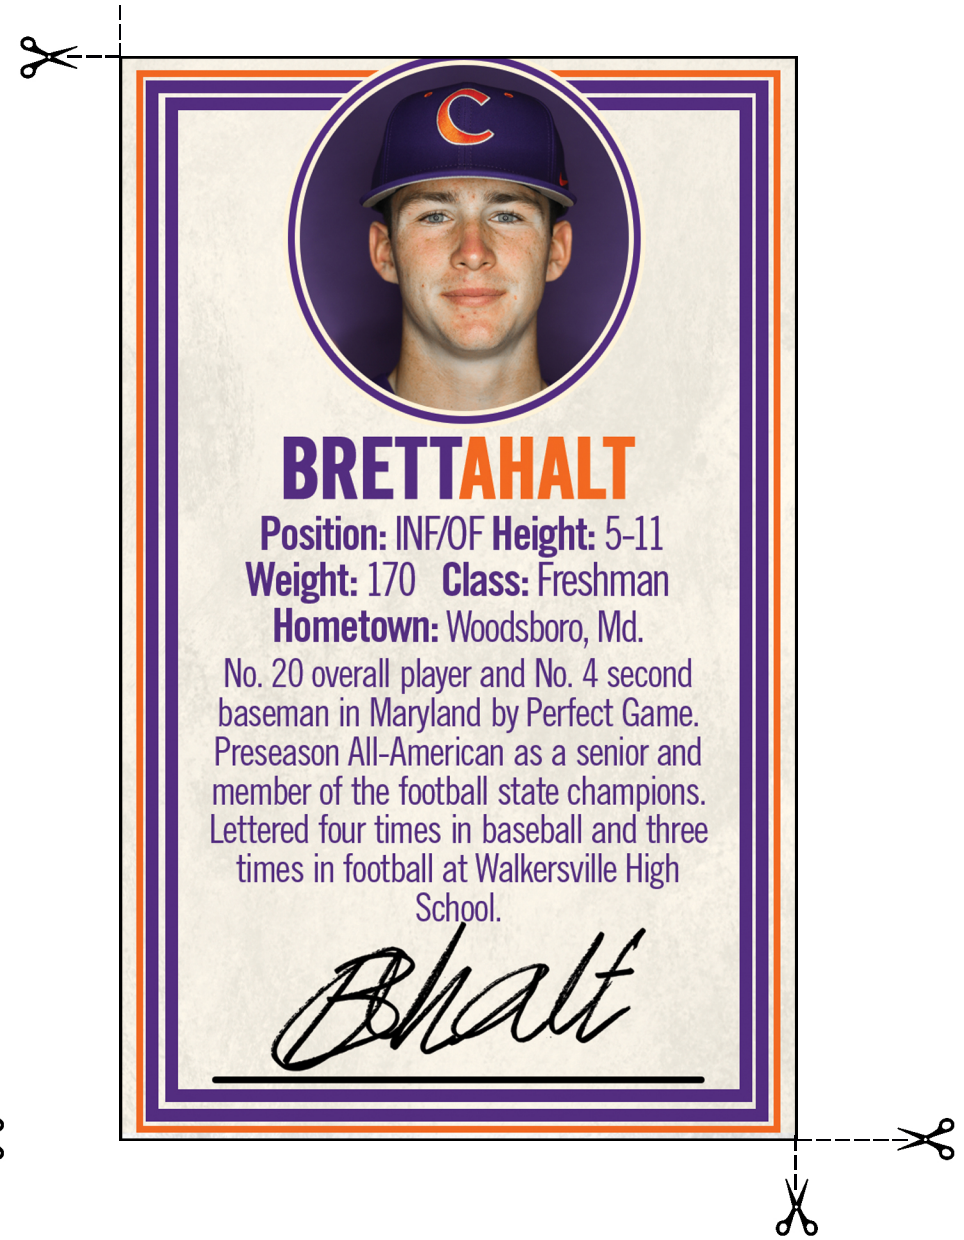 C
BRETTAHALT
Position: INF/OF Height: 5-11
Weight: 170 Class: Freshman
Hometown: Woodsboro, Md.
No. 20 overall player and No. 4 second
baseman in Maryland by Perfect Game.
Preseason All-American as a senior and
member of the football state champions.
Lettered four times in baseball and three
times in football at Walkersville High
School.
BAhalt